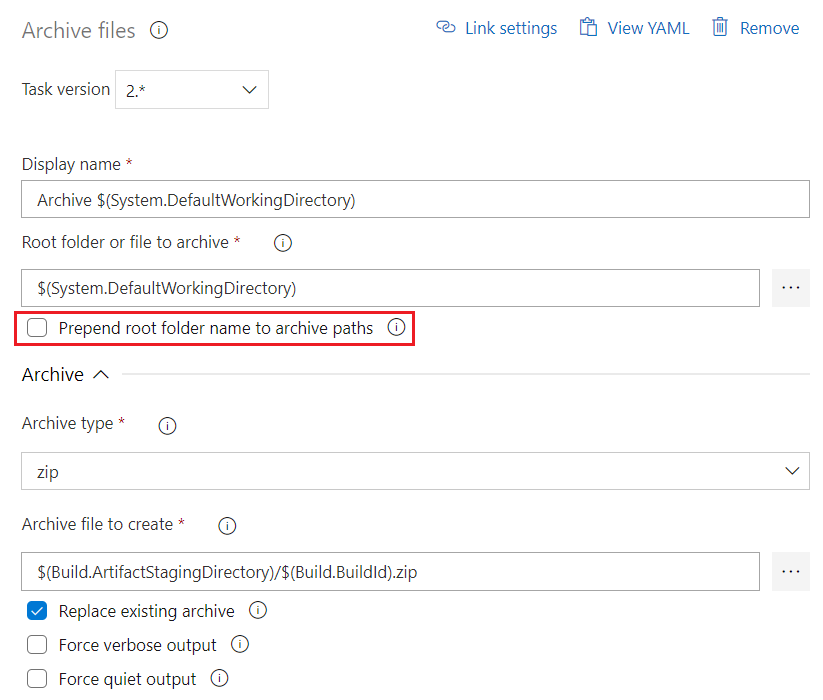 Archive files
Link settings
View YAML
Remove
Task version
2.*
Display name *
Archive $(System.DefaultWorkingDirectory)
Root folder or file to archive *
$(System.DefaultWorkingDirectory)
...
Prepend root folder name to archive paths
Archive
Archive type *
zip
Archive file to create *
$(Build.ArtifactStagingDirectory)/$(Build.BuildId).zip
...
Replace existing archive
Force verbose output
Force quiet output